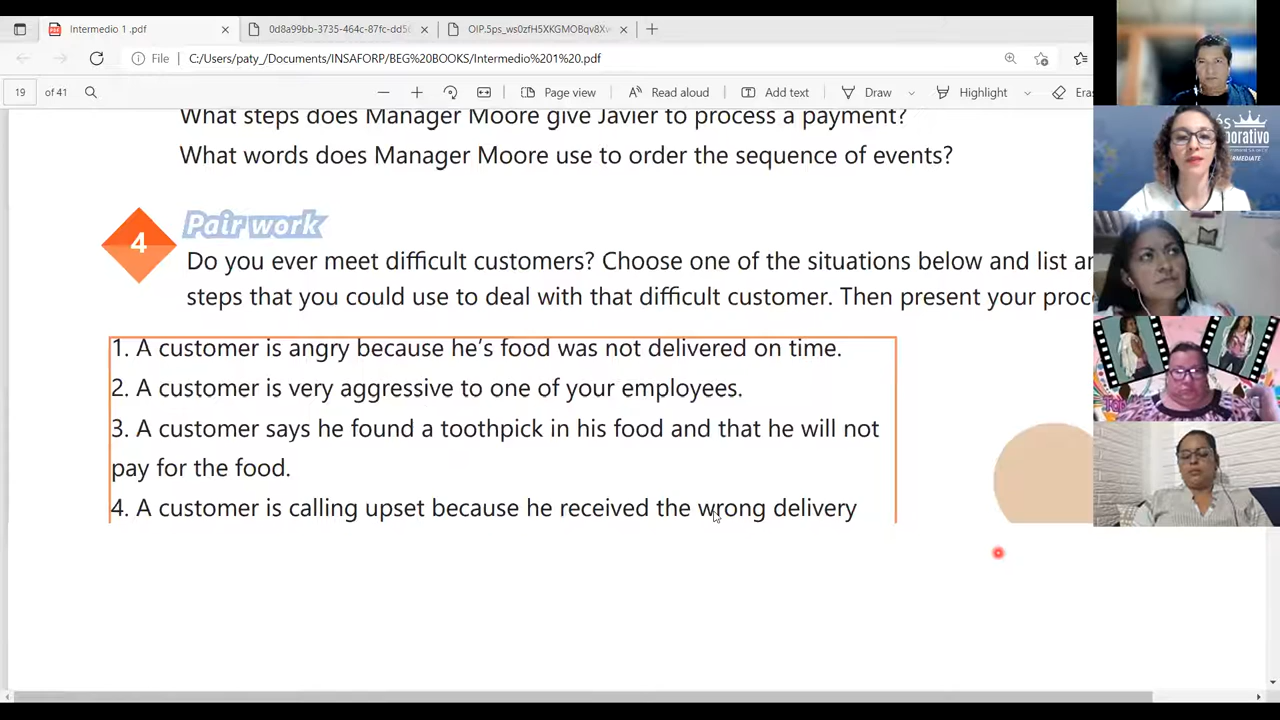 Intermedio 1 .pdf
0d8a99bb-3735-464c-87fc-dd5
OIP.5ps_ws0zfH5XKGMOBqv8X
File
C:/Users/paty_/Documents/INSAFORP/BEG%20BOOKS/Intermedio%201%20.pdf
19 of 41
Page view
Read aloud
Add text
Draw
Highlight
Eras
What steps does Manager Moore give Javier to process a payment?
What words does Manager Moore use to order the sequence of events?
4
Pair work
Do you ever meet difficult customers? Choose one of the situations below and list an
steps that you could use to deal with that difficult customer. Then present your proc
1. A customer is angry because he's food was not delivered on time.
2. A customer is very aggressive to one of your employees.
3. A customer says he found a toothpick in his food and that he will not
pay for the food.
4. A customer is calling upset because he received the wrong delivery
és
porativo
RMEDIATE